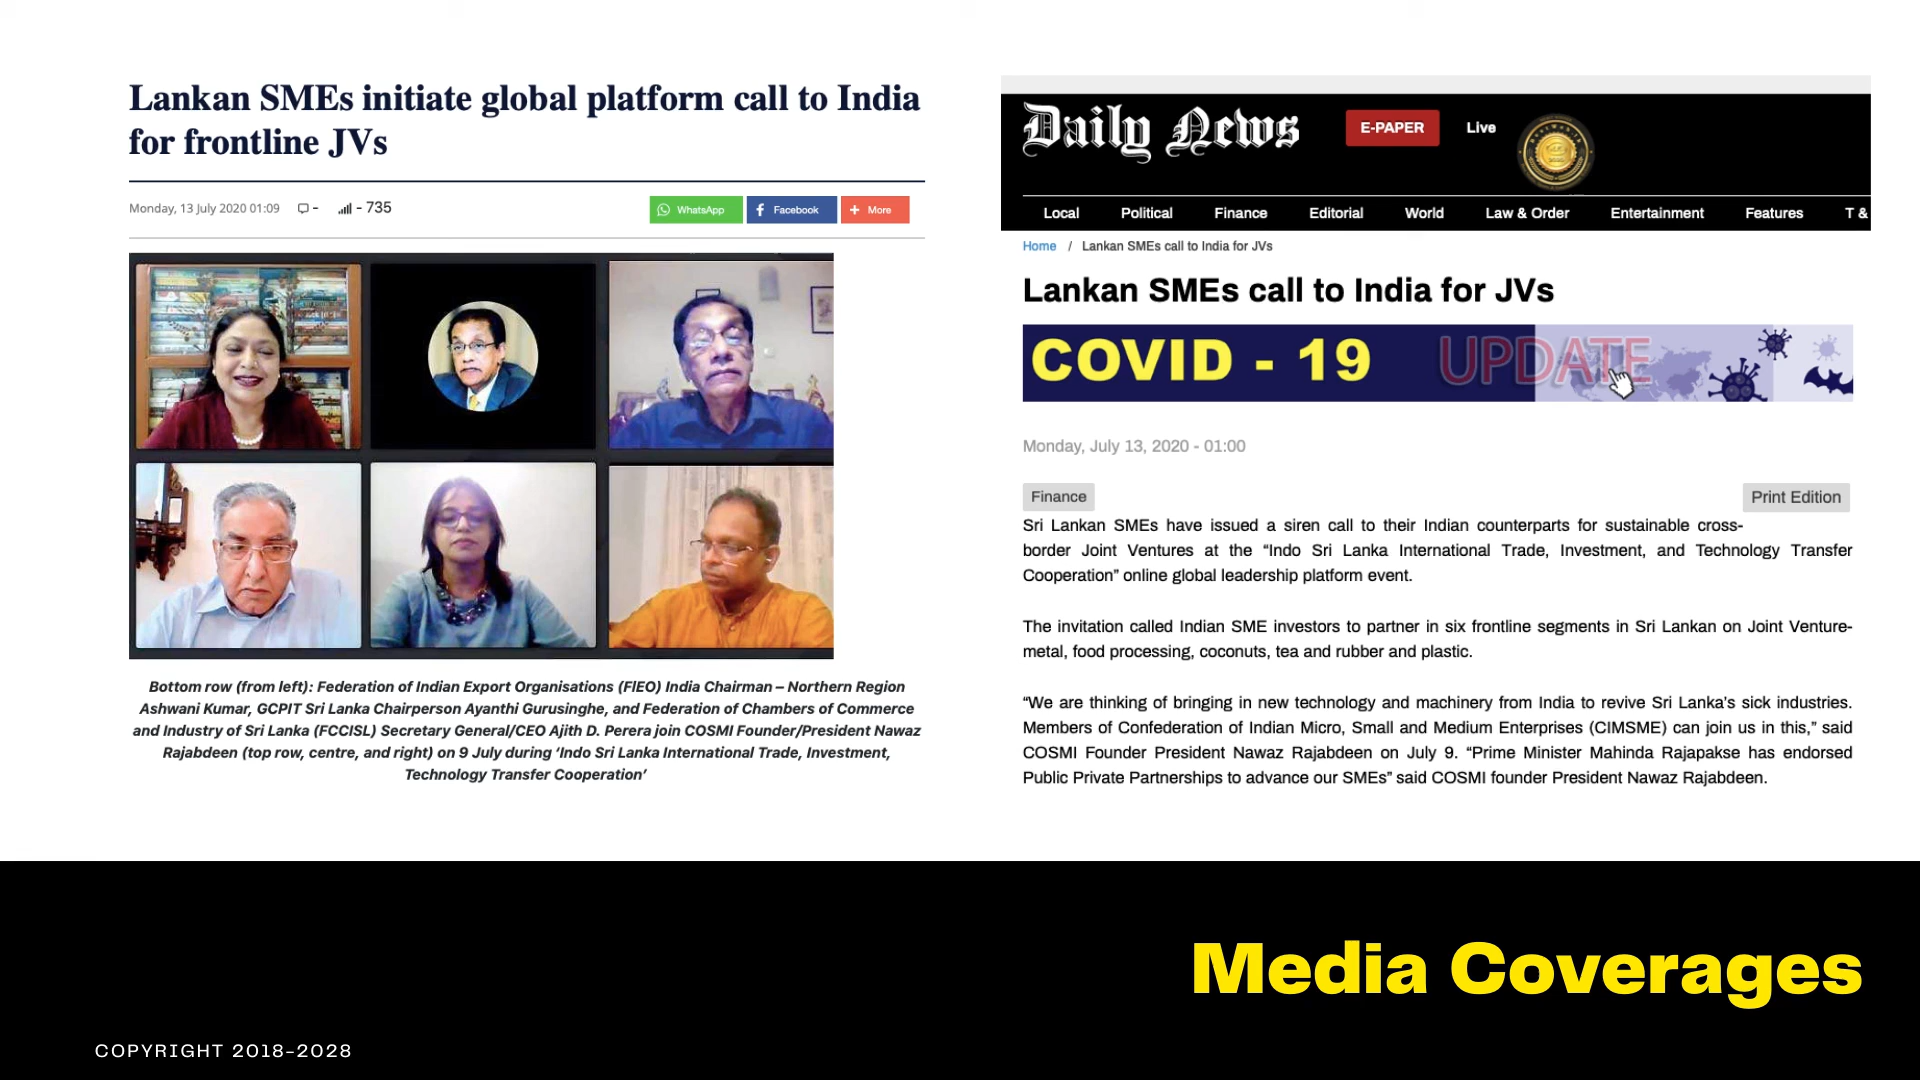 Lankan SMEs initiate global platform call to India
for frontline JVs
Monday, 13 July 2020 01:09 - - 735
WhatsApp Facebook More
Bottom row (from left): Federation of Indian Export Organisations (FIEO) India Chairman – Northern Region
Ashwani Kumar, GCPIT Sri Lanka Chairperson Ayanthi Gurusinghe, and Federation of Chambers of Commerce
and Industry of Sri Lanka (FCCISL) Secretary General/CEO Ajith D. Perera join COSMI Founder/President Nawaz
Rajabdeen (top row, centre, and right) on 9 July during ‘Indo Sri Lanka International Trade, Investment,
Technology Transfer Cooperation’
Daily News E-PAPER Live
Local Political Finance Editorial World Law & Order Entertainment Features T &
Home / Lankan SMEs call to India for JVs
Lankan SMEs call to India for JVs
COVID - 19 UPDATE
Monday, July 13, 2020 - 01:00
Finance Print Edition
Sri Lankan SMEs have issued a siren call to their Indian counterparts for sustainable cross-
border Joint Ventures at the “Indo Sri Lanka International Trade, Investment, and Technology Transfer
Cooperation” online global leadership platform event.
The invitation called Indian SME investors to partner in six frontline segments in Sri Lankan on Joint Venture-
metal, food processing, coconuts, tea and rubber and plastic.
“We are thinking of bringing in new technology and machinery from India to revive Sri Lanka’s sick industries.
Members of Confederation of Indian Micro, Small and Medium Enterprises (CIMSME) can join us in this,” said
COSMI Founder President Nawaz Rajabdeen on July 9. “Prime Minister Mahinda Rajapakse has endorsed
Public Private Partnerships to advance our SMEs” said COSMI founder President Nawaz Rajabdeen.
Media Coverages
COPYRIGHT 2018-2028